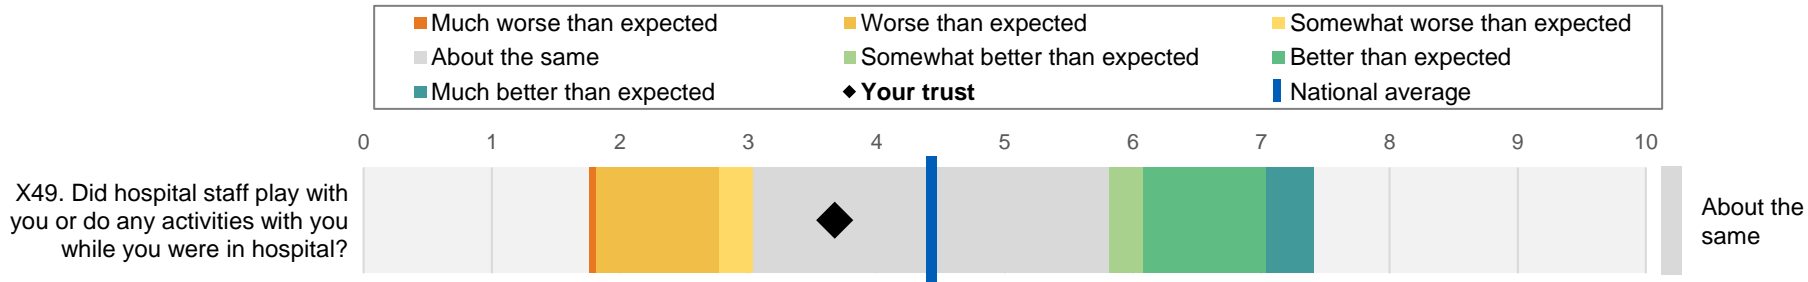 Much worse than expected
Worse than expected
Somewhat worse than expected
About the same
Somewhat better than expected
Better than expected
Much better than expected
Your trust
National average
0 1 2 3 4 5 6 7 8 9 10
X49. Did hospital staff play with
you or do any activities with you
while you were in hospital?
About the
same